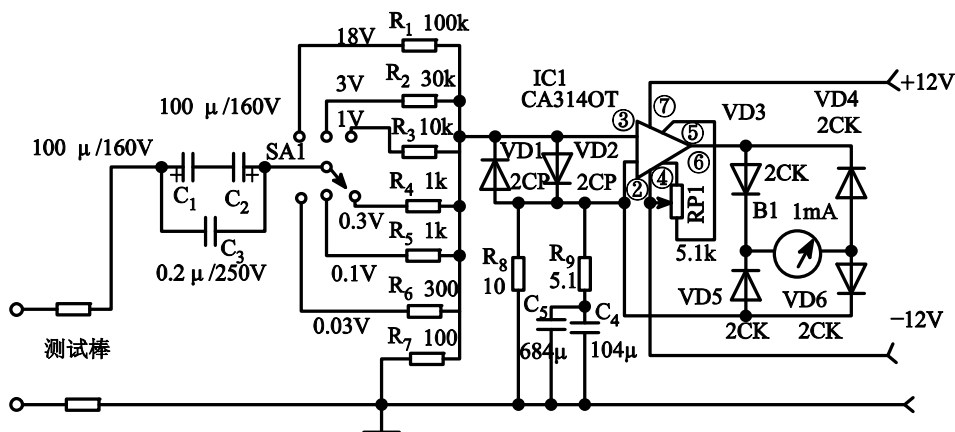 R1 100k
18V
R2 30k
3V
IC1
CA314OT
+12V
VD4
2CK
100 μ/160V
1V
R3 10k
③
⑦
⑤
VD3
100 μ/160V
SA1
VD1
2CP
VD2
2CP
⑥
2CK
C1
C2
R4 1k
②
④
RP1
B1
1mA
0.3V
C3
R5 1k
5.1k
0.2 μ/250V
0.1V
R8
10
R9
5.1
R6 300
VD5
VD6
0.03V
C5
C4
−12V
测试棒
R7 100
684μ
104μ
2CK
2CK